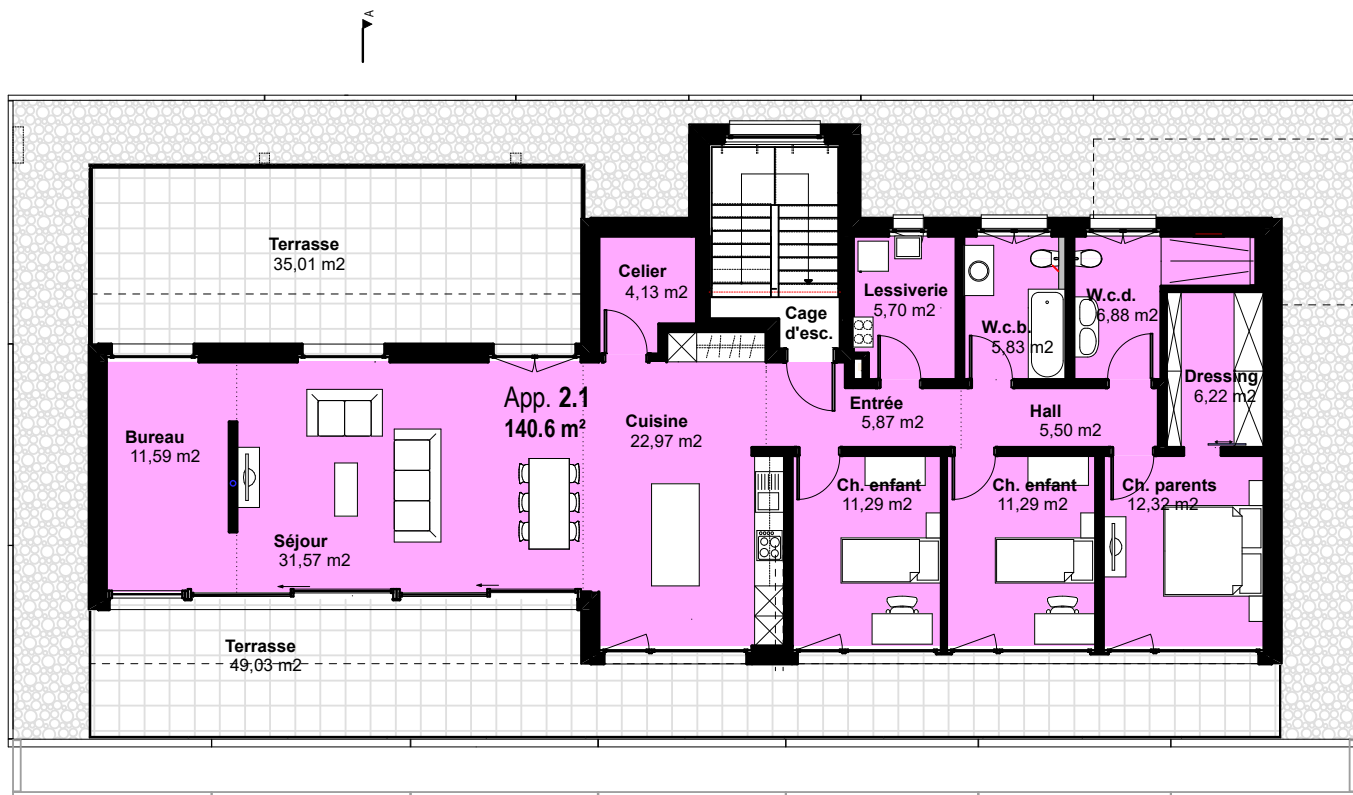 A
Terrasse
35,01 m2
Celier
4,13 m2
Cage
d'esc.
Lessiverie
5,70 m2
W.c.b.
5,83 m2
W.c.d.
6,88 m2
Dressing
6,22 m2
App. 2.1
140.6 m²
Bureau
11,59 m2
Cuisine
22,97 m2
Entrée
5,87 m2
Hall
5,50 m2
Séjour
31,57 m2
Ch. enfant
11,29 m2
Ch. enfant
11,29 m2
Ch. parents
12,32 m2
Terrasse
49,03 m2